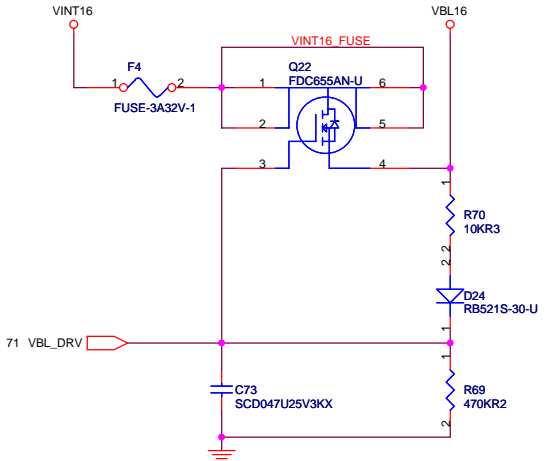 VINT16
VBL16
VINT16_FUSE
F4
1
2
FUSE-3A32V-1
Q22
FDC655AN-U
1
6
2
5
3
4
1
R70
10KR3
2
2
D24
RB521S-30-U
1
71 VBL_DRV
1
C73
SCD047U25V3KX
R69
470KR2
2